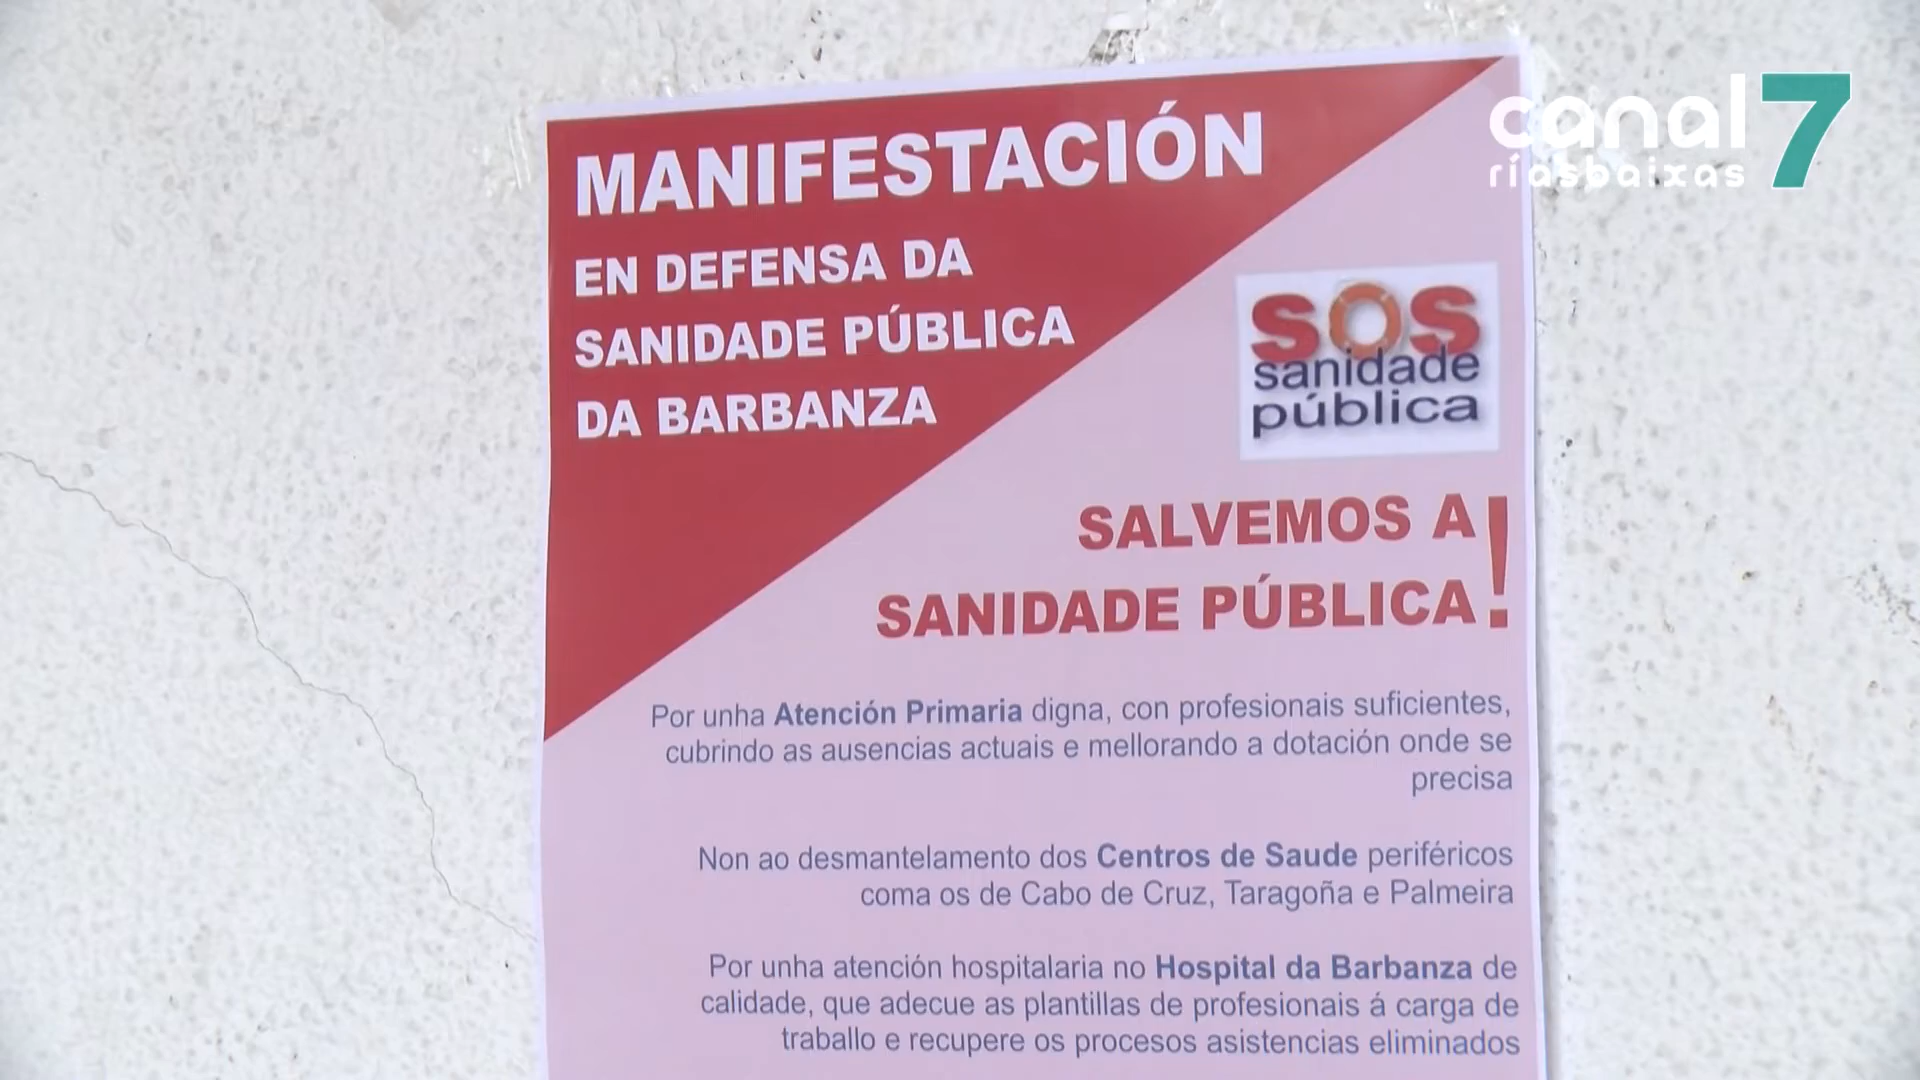 MANIFESTACIÓN
EN DEFENSA DA
SANIDADE PÚBLICA
DA BARBANZA
canal 7
ríasbaixas
SOS
sanidade
pública
SALVEMOS A
SANIDADE PÚBLICA!
Por unha Atención Primaria digna, con profesionais suficientes,
cubrindo as ausencias actuais e mellorando a dotación onde se
precisa
Non ao desmantelamento dos Centros de Saude periféricos
coma os de Cabo de Cruz, Taragoña e Palmeira
Por unha atención hospitalaria no Hospital da Barbanza de
calidade, que adecue as plantillas de profesionais á carga de
traballo e recupere os procesos asistencias eliminados